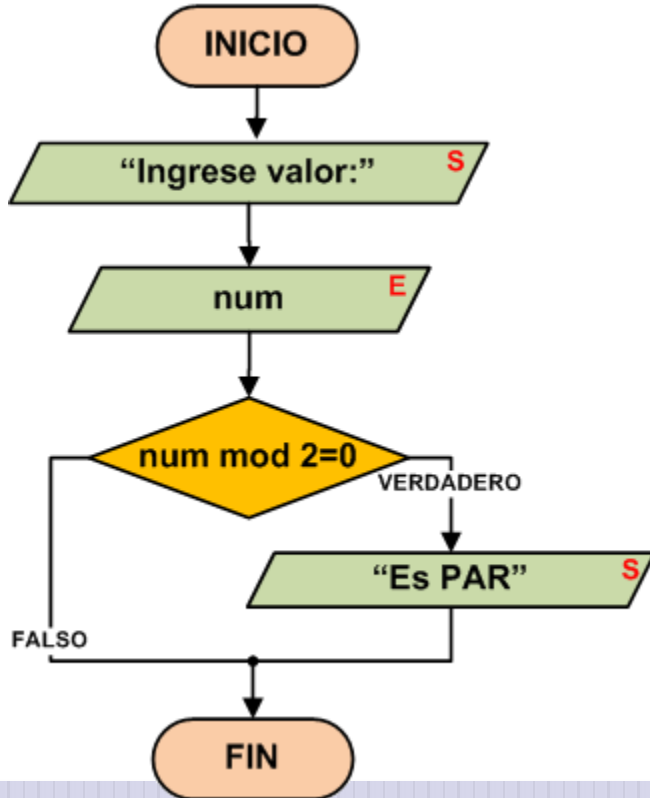 INICIO
“Ingrese valor:” S
num E
num mod 2=0
VERDADERO
“Es PAR” S
FALSO
FIN